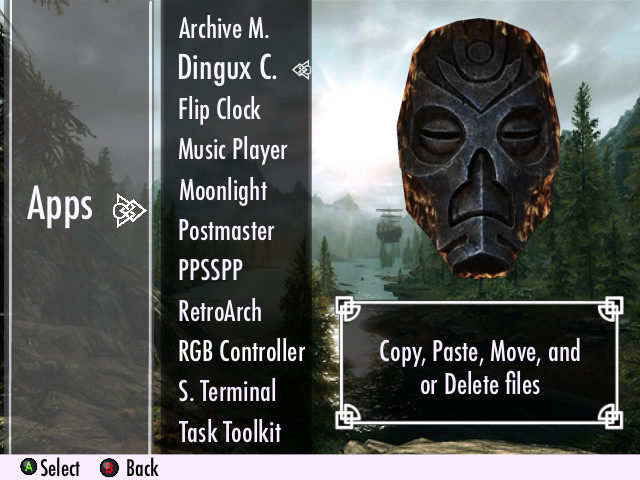 Apps
Archive M.
Dingux C.
Flip Clock
Music Player
Moonlight
Postmaster
PPSSPP
RetroArch
RGB Controller
S. Terminal
Task Toolkit
Copy, Paste, Move, and
or Delete files
A Select B Back